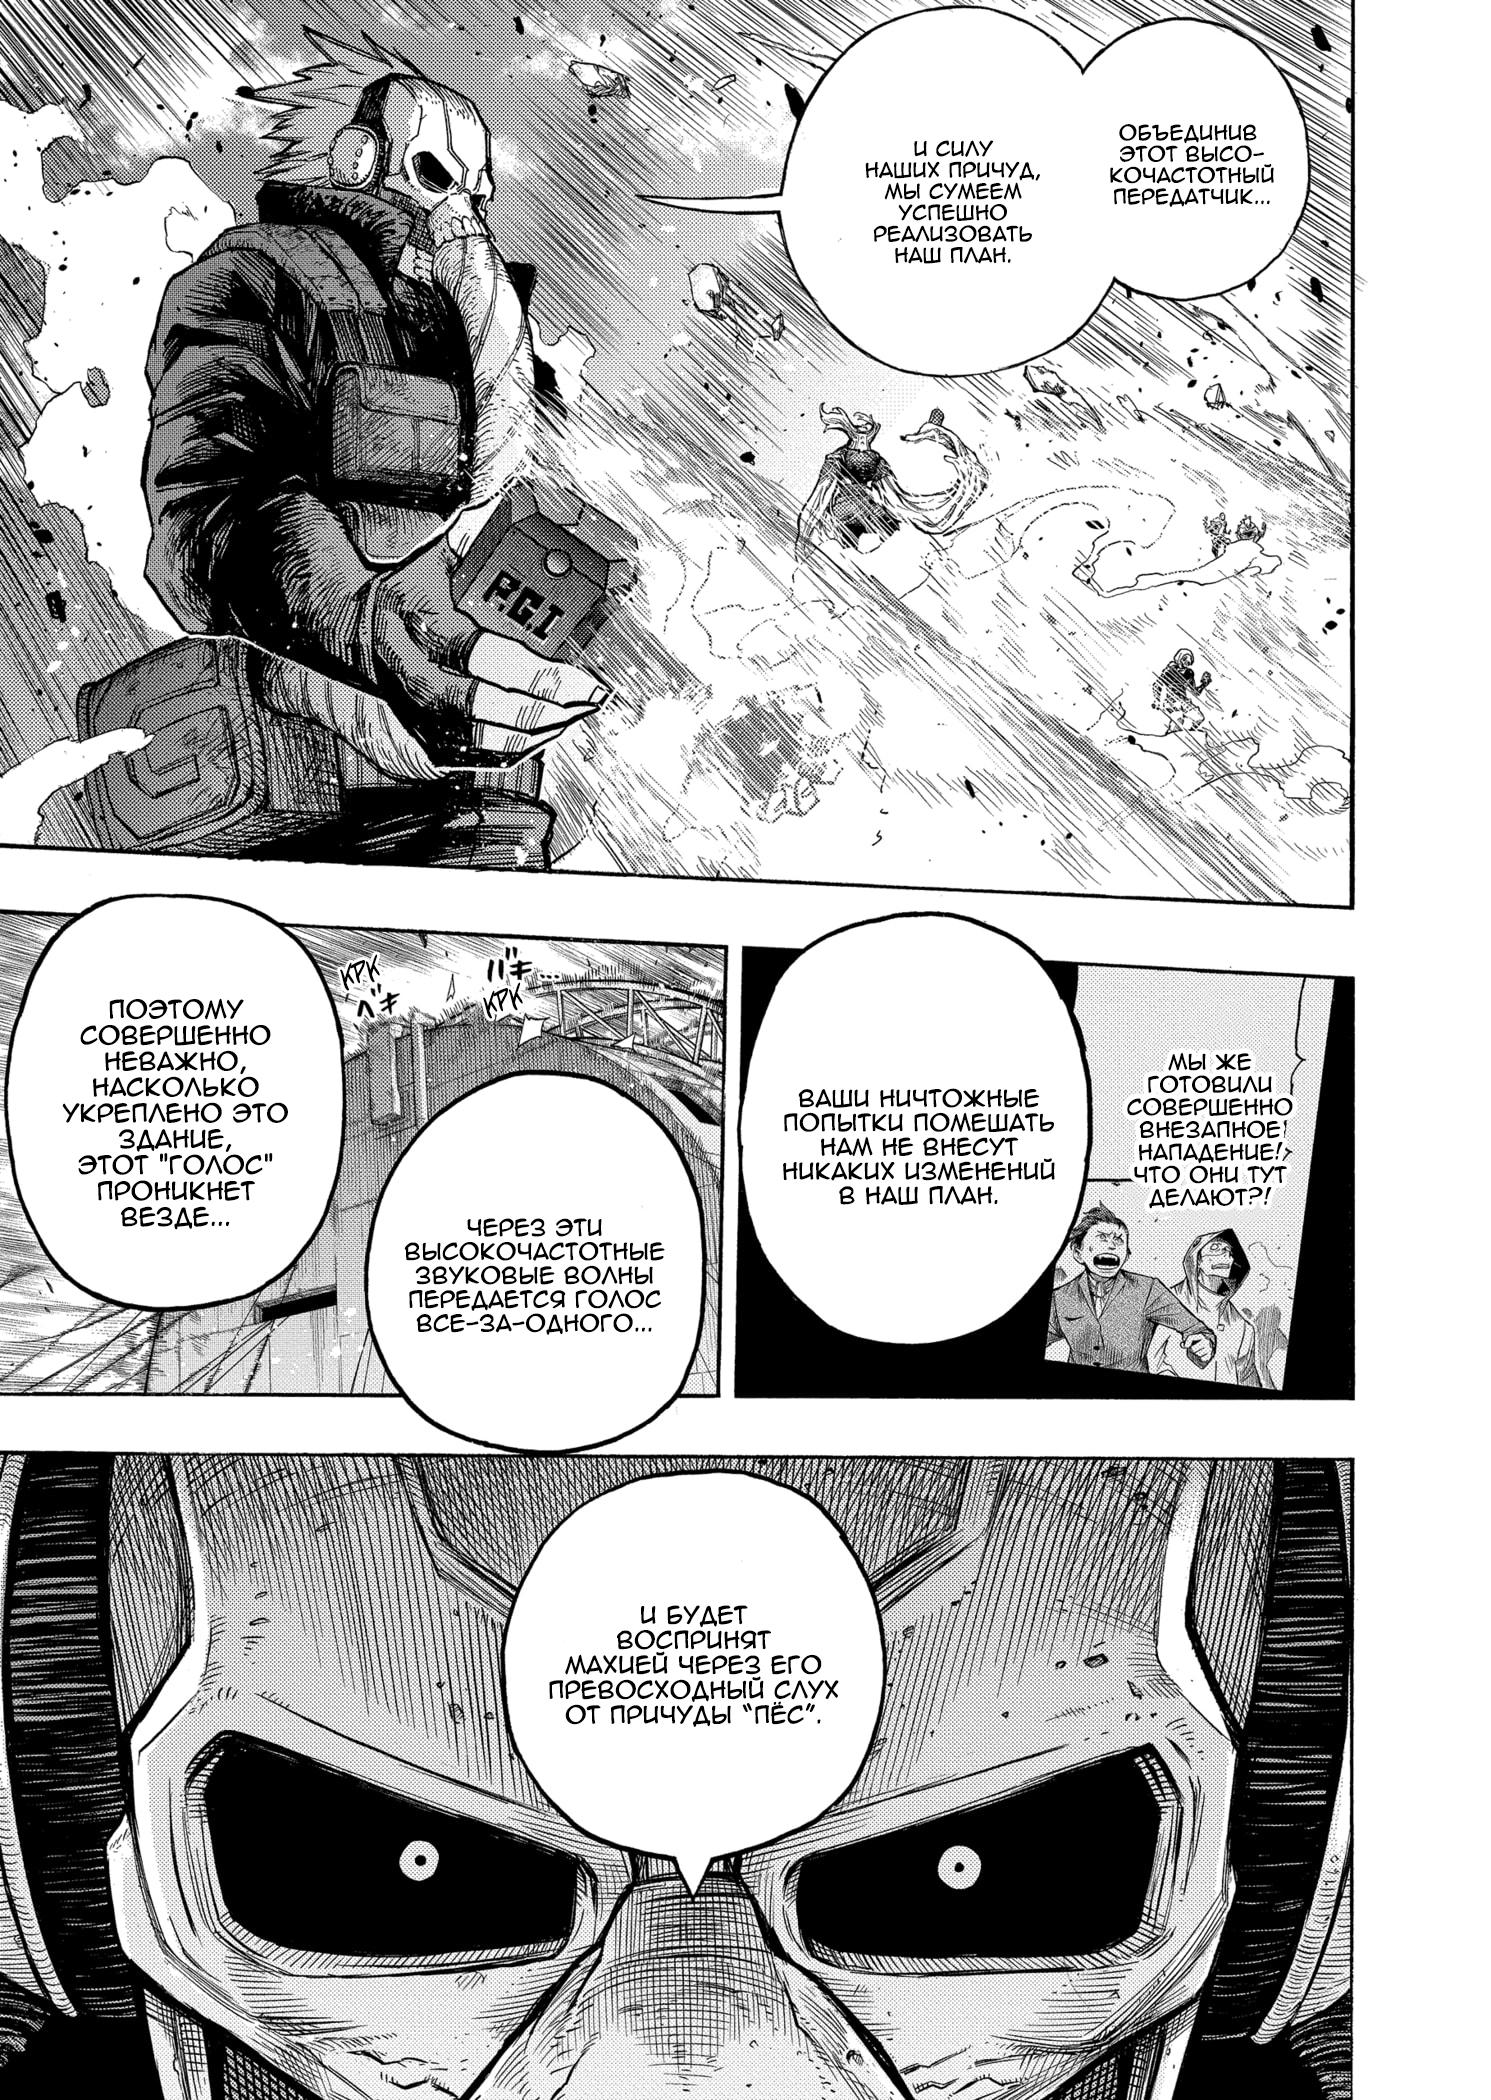 ОБЪЕДИНИВ
ЭТОТ ВЫСО-
КОЧАСТОТНЫЙ
ПЕРЕДАТЧИК...
И СИЛУ
НАШИХ ПРИЧУД,
МЫ СУМЕЕМ
УСПЕШНО
РЕАЛИЗОВАТЬ
НАШ ПЛАН.
P.G.I
МЫ ЖЕ
ГОТОВИЛИ
СОВЕРШЕННО
ВНЕЗАПНОЕ
НАПАДЕНИЕ!
ЧТО ОНИ ТУТ
ДЕЛАЮТ?!
ВАШИ НИЧТОЖНЫЕ
ПОПЫТКИ ПОМЕШАТЬ
НАМ НЕ ВНЕСУТ
НИКАКИХ ИЗМЕНЕНИЙ
В НАШ ПЛАН.
バキ...
КРК
КРК
ベキ
ЧЕРЕЗ ЭТИ
ВЫСОКОЧАСТОТНЫЕ
ЗВУКОВЫЕ ВОЛНЫ
ПЕРЕДАЕТСЯ ГОЛОС
ВСЕ-ЗА-ОДНОГО...
ПОЭТОМУ
СОВЕРШЕННО
НЕВАЖНО,
НАСКОЛЬКО
УКРЕПЛЕНО ЭТО
ЗДАНИЕ,
ЭТОТ "ГОЛОС"
ПРОНИКНЕТ
ВЕЗДЕ...
И БУДЕТ
ВОСПРИНЯТ
МАХИЕЙ ЧЕРЕЗ ЕГО
ПРЕВОСХОДНЫЙ СЛУХ
ОТ ПРИЧУДЫ “ПЁС”.